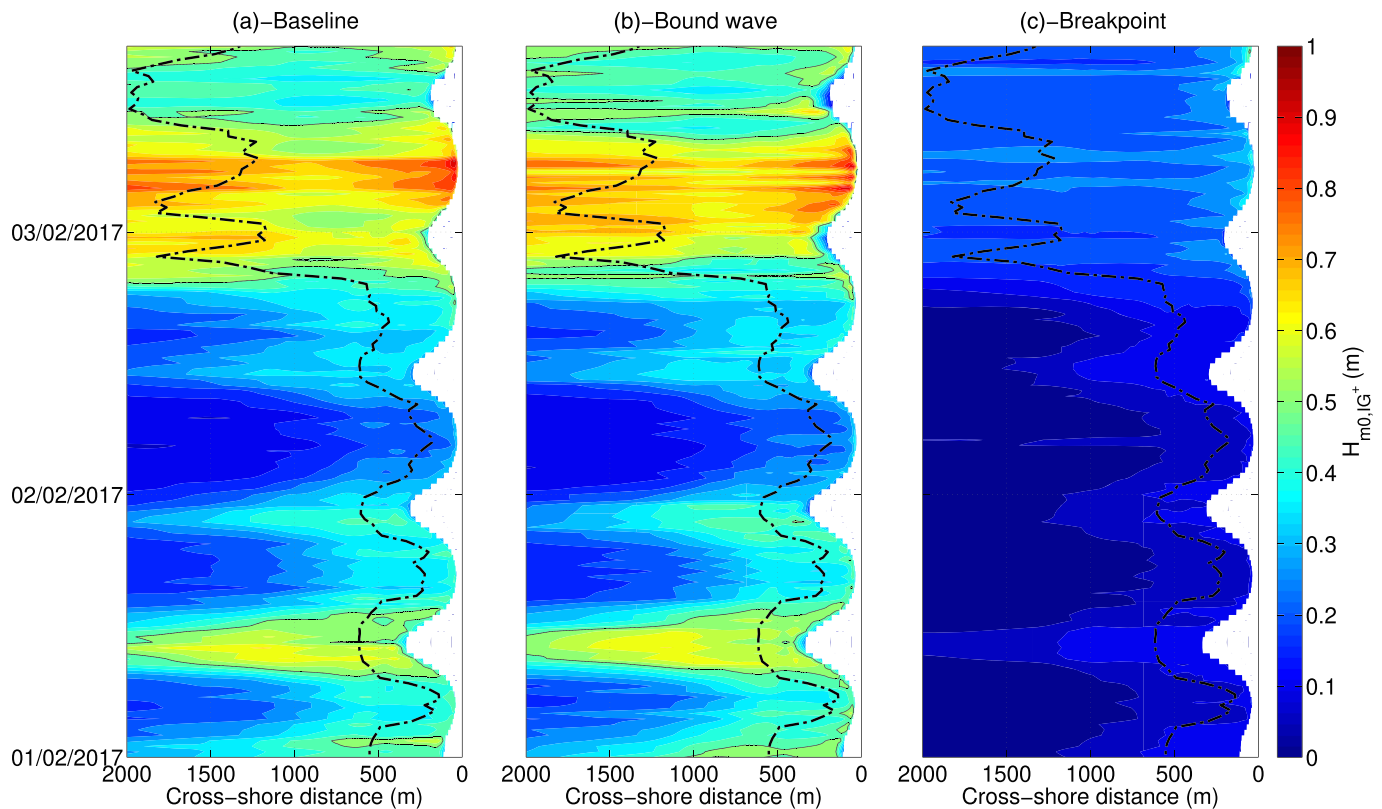 (a)−Baseline
(b)−Bound wave
(c)−Breakpoint
03/02/2017
02/02/2017
01/02/2017
2000 1500 1000 500 0
2000 1500 1000 500 0
2000 1500 1000 500 0
Cross−shore distance (m)
Cross−shore distance (m)
Cross−shore distance (m)
1
0.9
0.8
0.7
0.6
0.5
0.4
0.3
0.2
0.1
0
H_{m0,IG^+} (m)